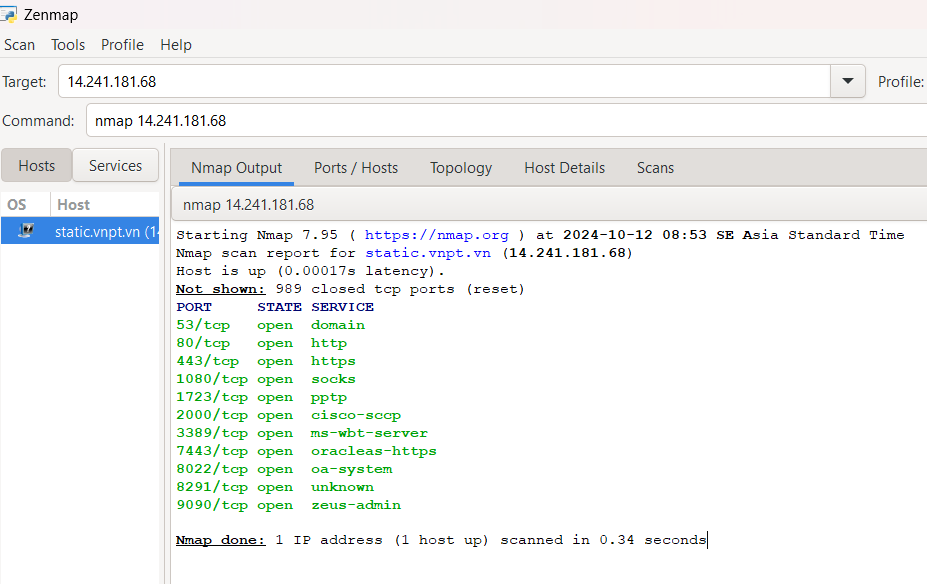 Zenmap
Scan Tools Profile Help
Target: 14.241.181.68 Profile:
Command: nmap 14.241.181.68
Hosts Services Nmap Output Ports / Hosts Topology Host Details Scans
OS Host nmap 14.241.181.68
static.vnpt.vn (14
Starting Nmap 7.95 ( https://nmap.org ) at 2024-10-12 08:53 SE Asia Standard Time
Nmap scan report for static.vnpt.vn (14.241.181.68)
Host is up (0.00017s latency).
Not shown: 989 closed tcp ports (reset)
PORT STATE SERVICE
53/tcp open domain
80/tcp open http
443/tcp open https
1080/tcp open socks
1723/tcp open pptp
2000/tcp open cisco-sccp
3389/tcp open ms-wbt-server
7443/tcp open oracleas-https
8022/tcp open oa-system
8291/tcp open unknown
9090/tcp open zeus-admin
Nmap done: 1 IP address (1 host up) scanned in 0.34 seconds